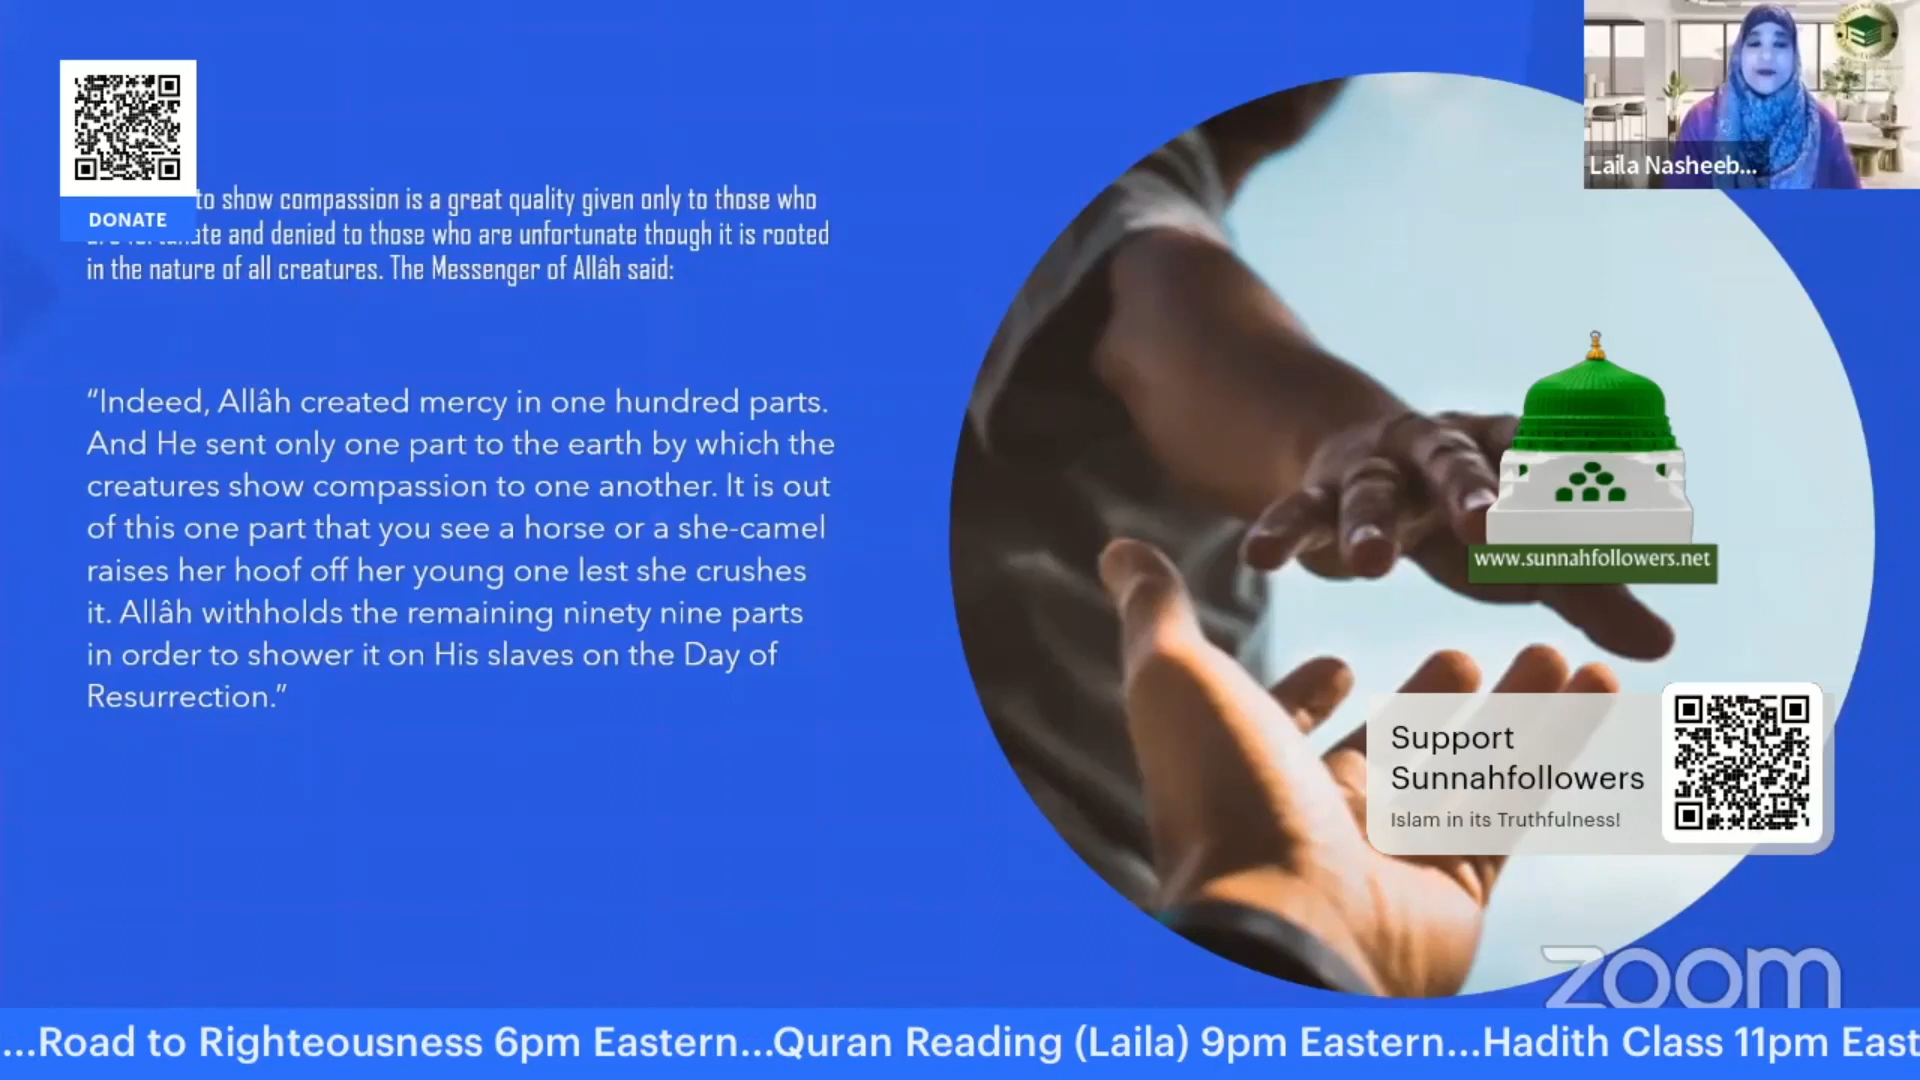 DONATE
to show compassion is a great quality given only to those who
and denied to those who are unfortunate though it is rooted
in the nature of all creatures. The Messenger of Allâh said:
“Indeed, Allâh created mercy in one hundred parts.
And He sent only one part to the earth by which the
creatures show compassion to one another. It is out
of this one part that you see a horse or a she-camel
raises her hoof off her young one lest she crushes
it. Allâh withholds the remaining ninety nine parts
in order to shower it on His slaves on the Day of
Resurrection.”
Laila Nasheeb...
www.sunnahfollowers.net
Support
Sunnahfollowers
Islam in its Truthfulness!
zoom
...Road to Righteousness 6pm Eastern...Quran Reading (Laila) 9pm Eastern...Hadith Class 11pm East